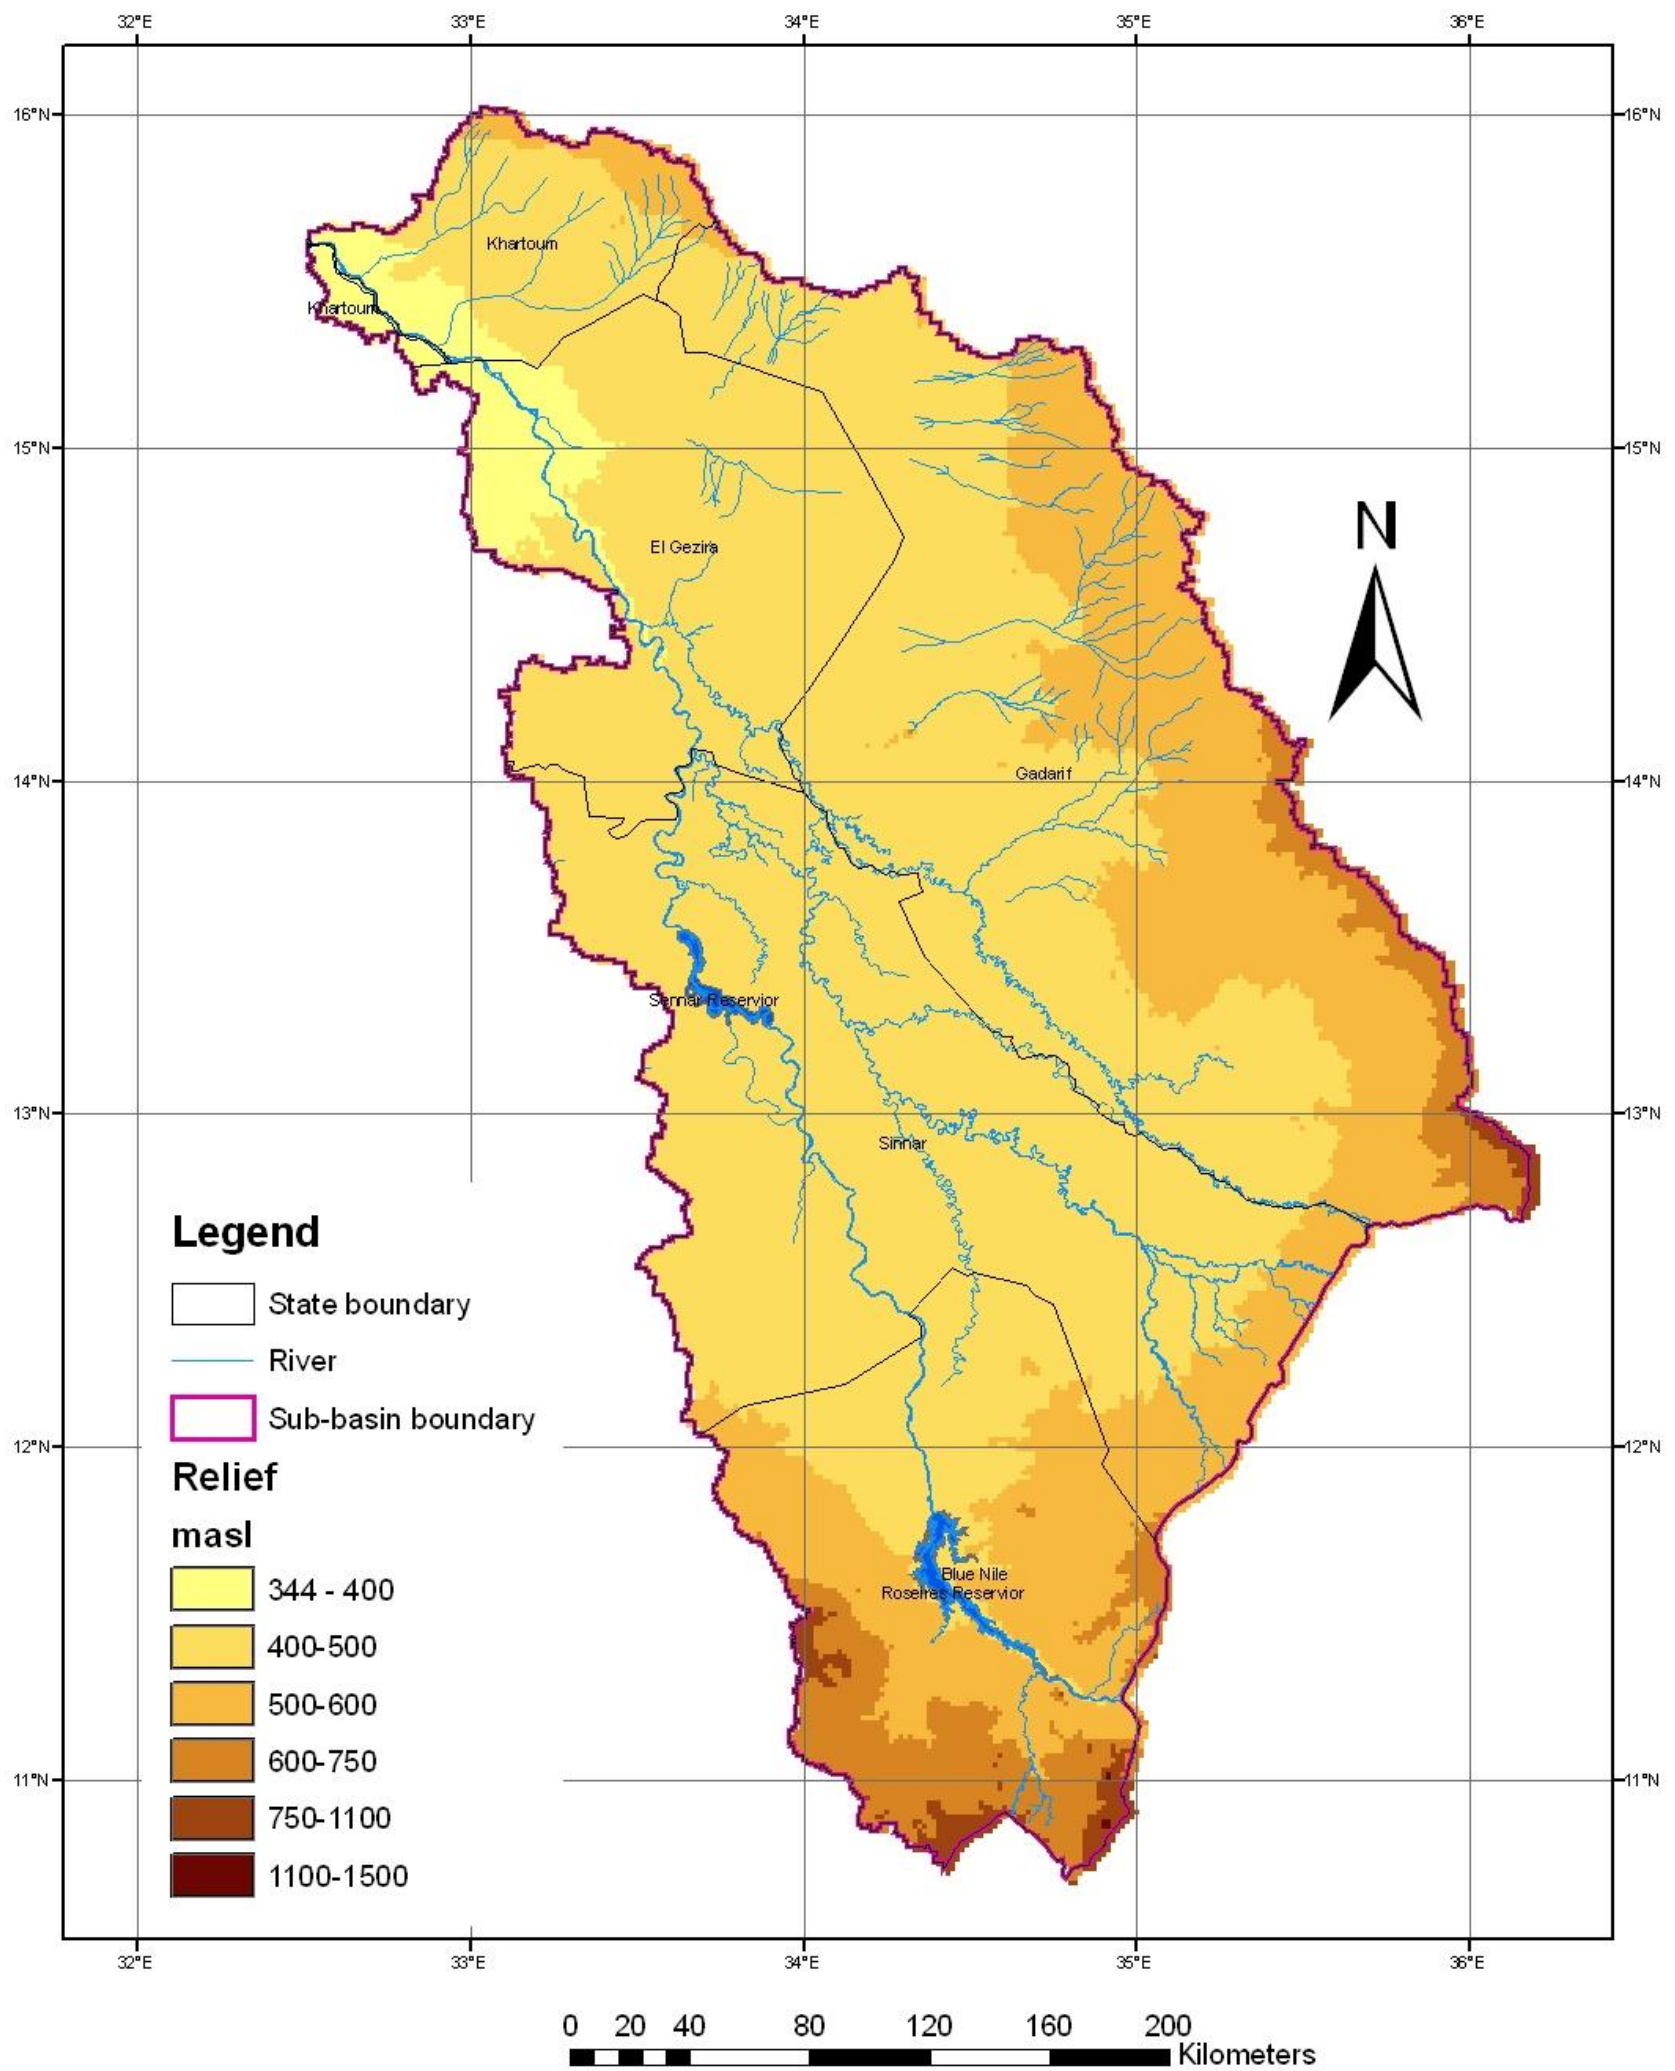 32°E 33°E 34°E 35°E 36°E
16°N 16°N
Khartoum
Khartoum
15°N 15°N
N
El Gezira
14°N 14°N
Gadarif
Sennar Reservior
13°N 13°N
Sinnar
Legend
State boundary
River
Sub-basin boundary
12°N 12°N
Relief
masl
344 - 400
Blue Nile
Roseires Reservior
400-500
500-600
600-750
11°N 11°N
750-1100
1100-1500
32°E 33°E 34°E 35°E 36°E
0 20 40 80 120 160 200
Kilometers